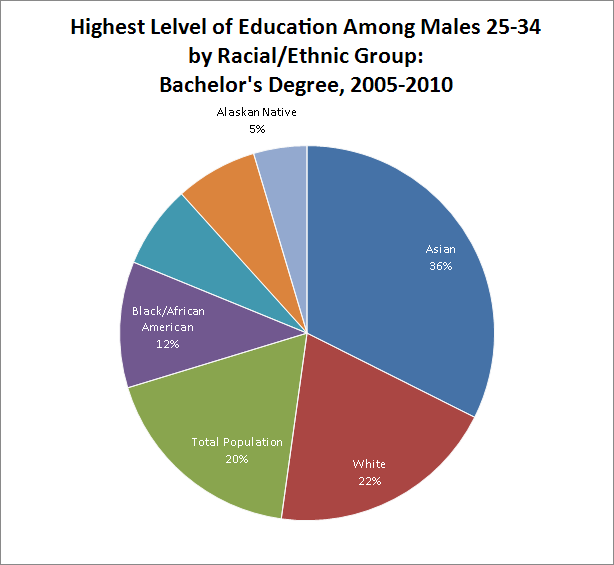 Highest Lelvel of Education Among Males 25-34
by Racial/Ethnic Group:
Bachelor's Degree, 2005-2010
Alaskan Native
5%
Asian
36%
Black/African
American
12%
Total Population
20%
White
22%